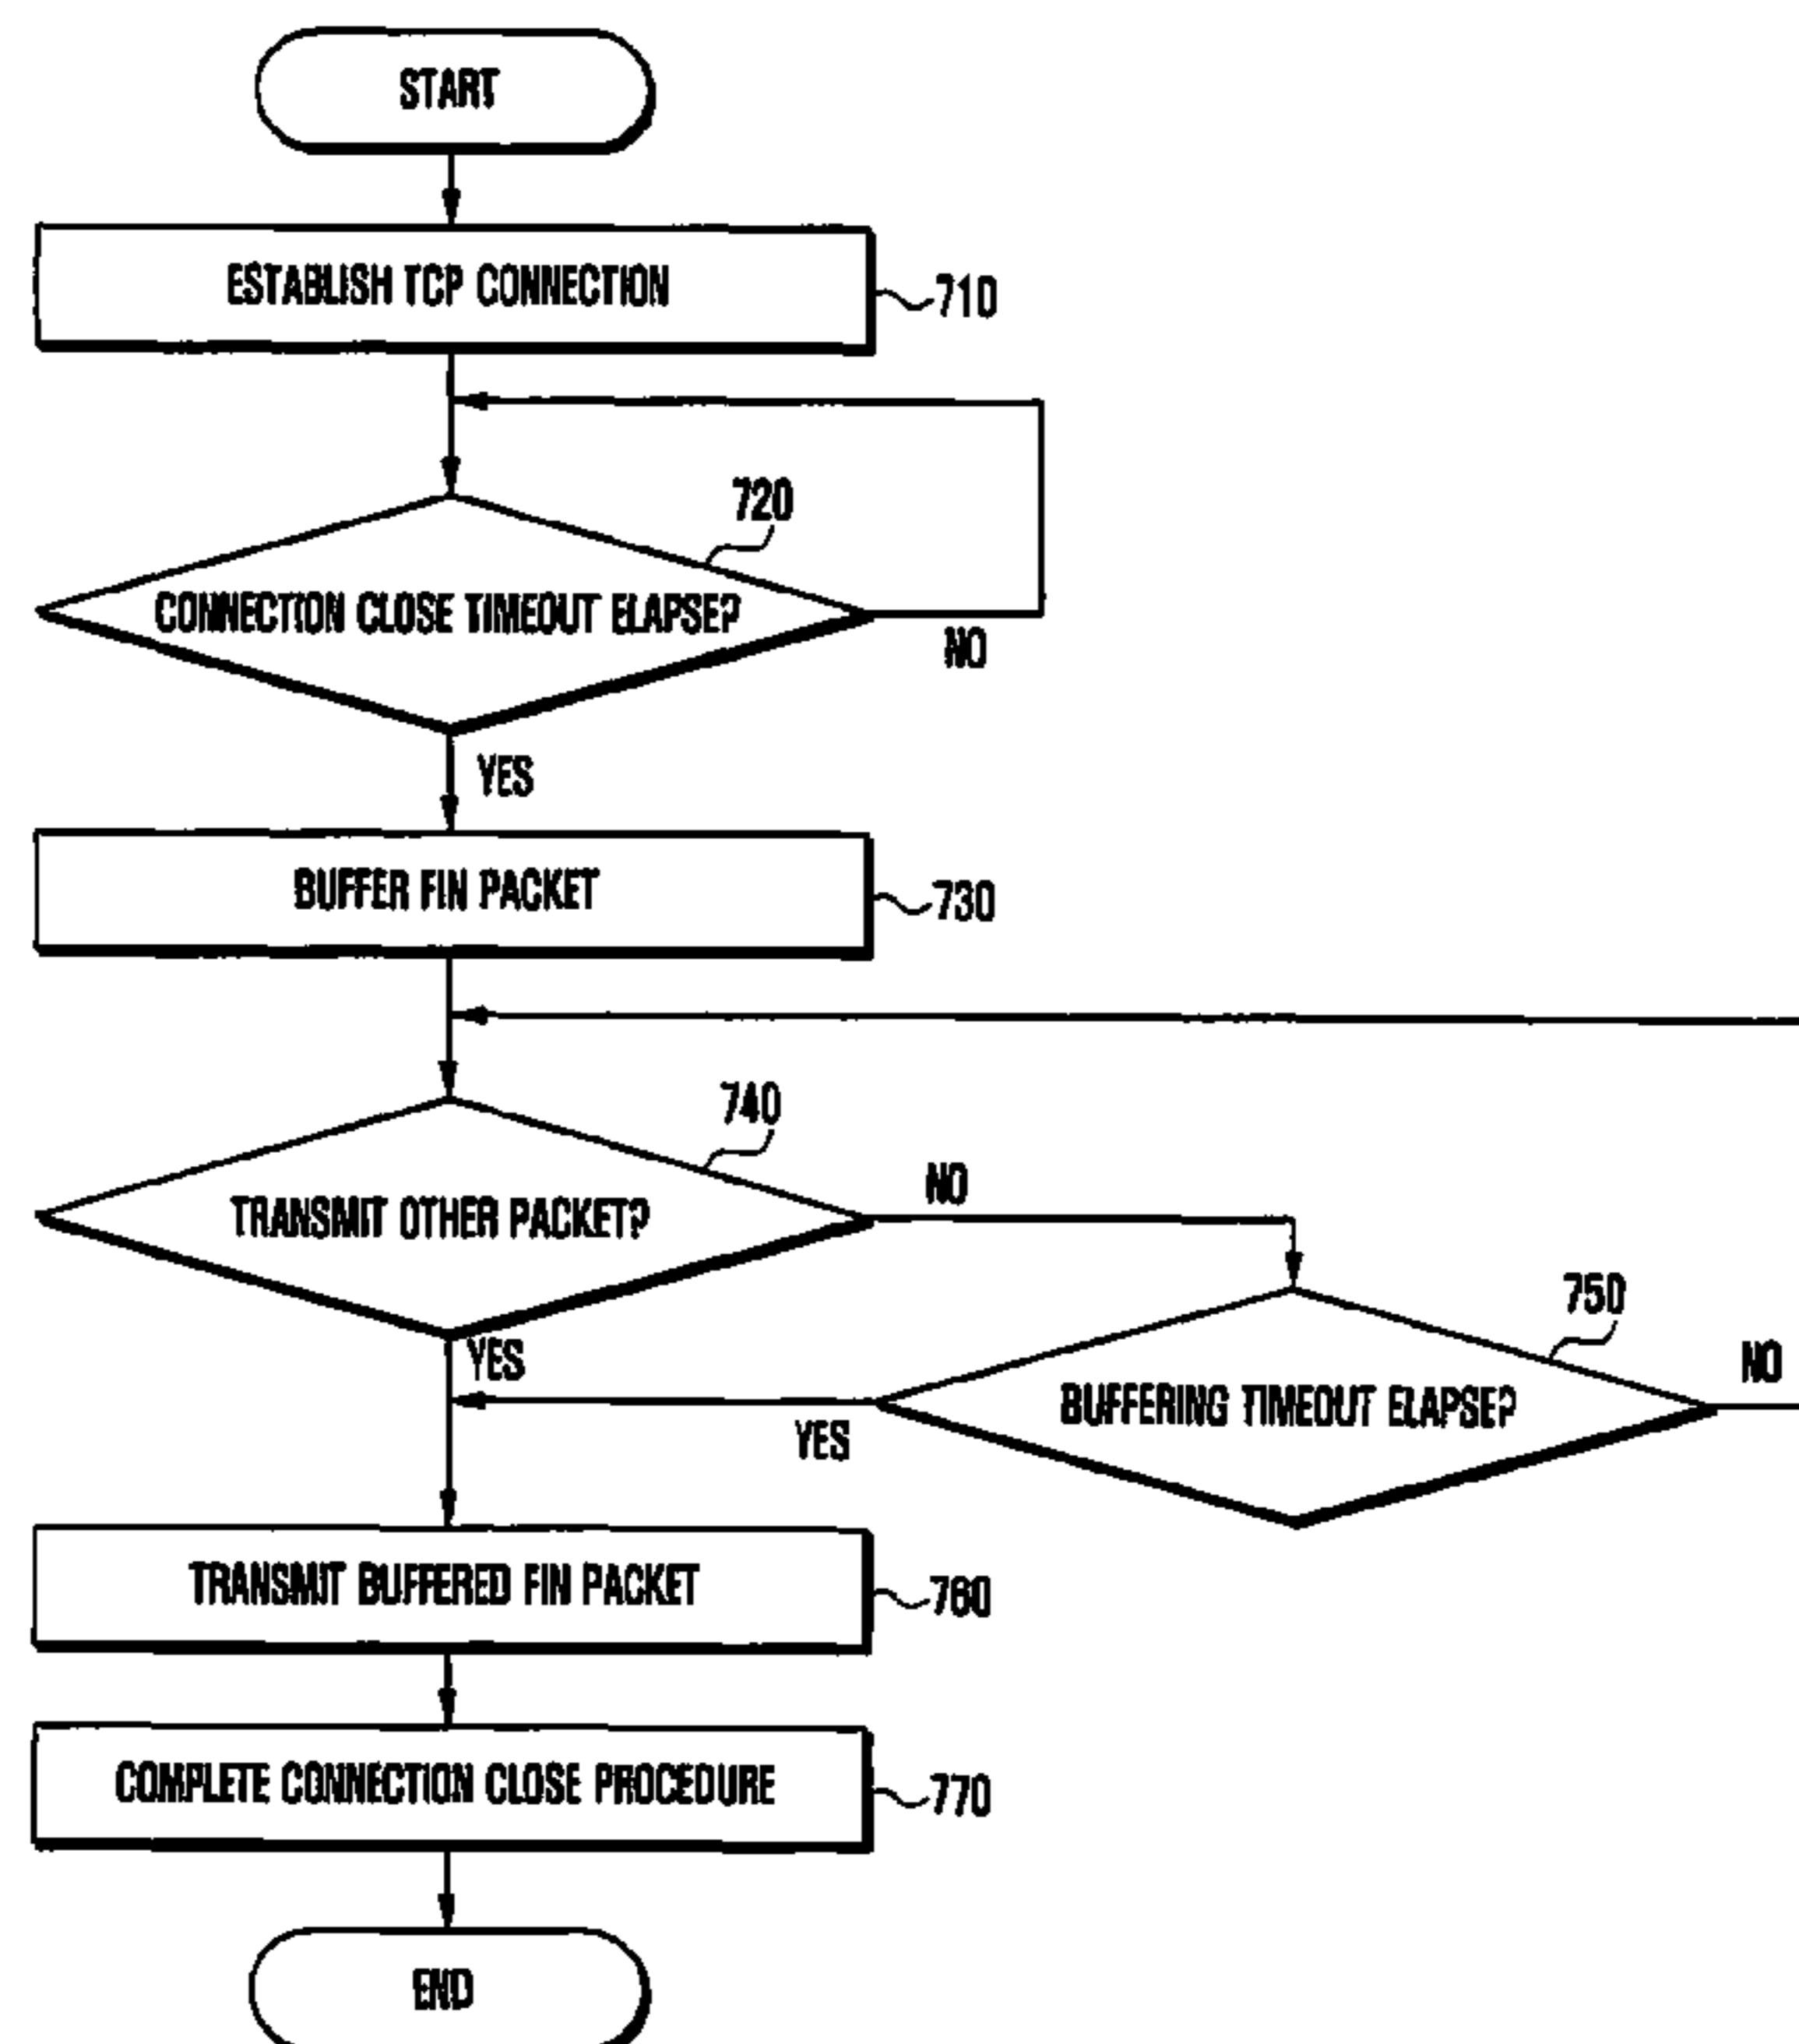 START
ESTABLISH TCP CONNECTION
710
720
CONNECTION CLOSE TIMEOUT ELAPSE?
NO
YES
BUFFER FIN PACKET
730
740
TRANSMIT OTHER PACKET?
NO
YES
750
BUFFERING TIMEOUT ELAPSE?
NO
YES
TRANSMIT BUFFERED FIN PACKET
760
COMPLETE CONNECTION CLOSE PROCEDURE
770
END